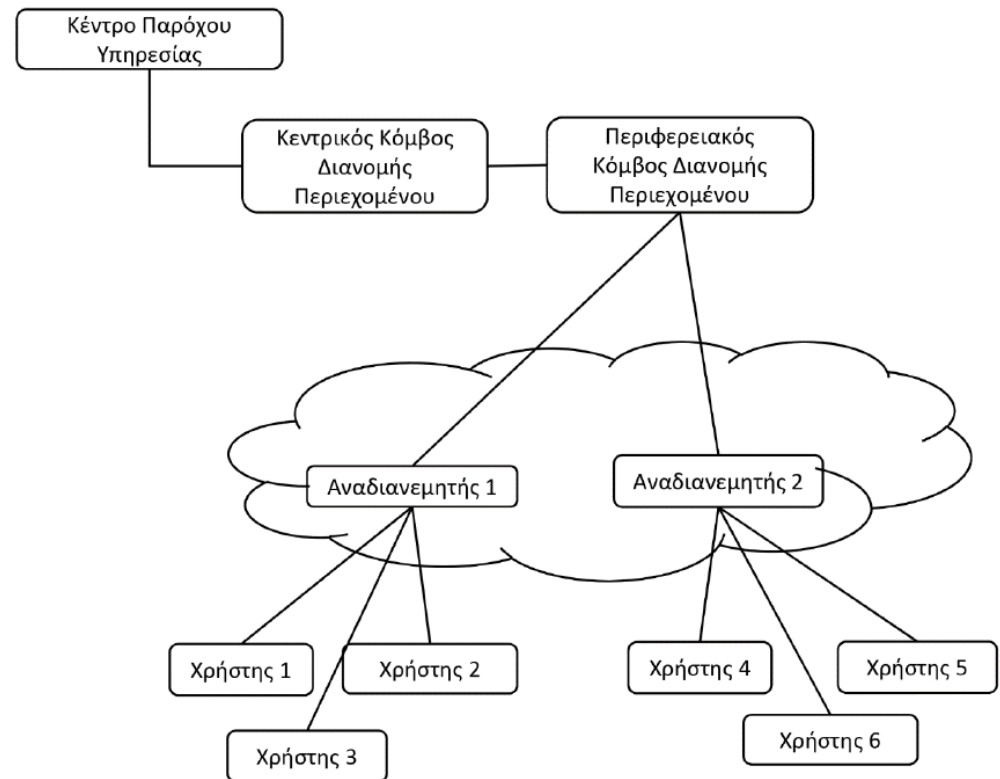 Κέντρο Παρόχου
Υπηρεσίας
Κεντρικός Κόμβος
Διανομής
Περιεχομένου
Περιφερειακός
Κόμβος Διανομής
Περιεχομένου
Αναδιανεμητής 1
Αναδιανεμητής 2
Χρήστης 1
Χρήστης 2
Χρήστης 4
Χρήστης 5
Χρήστης 3
Χρήστης 6